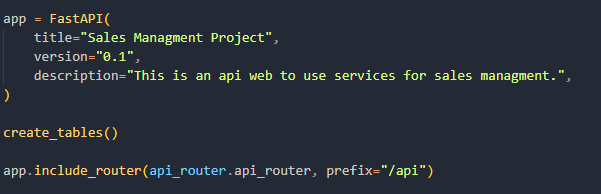 app = FastAPI(
    title="Sales Managment Project",
    version="0.1",
    description="This is an api web to use services for sales managment.",
)
create_tables()
app.include_router(api_router.api_router, prefix="/api")